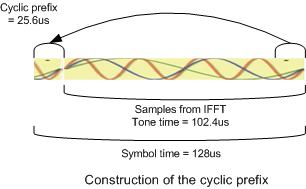 Cyclic prefix
= 25.6us
Samples from IFFT
Tone time = 102.4us
Symbol time = 128us
Construction of the cyclic prefix